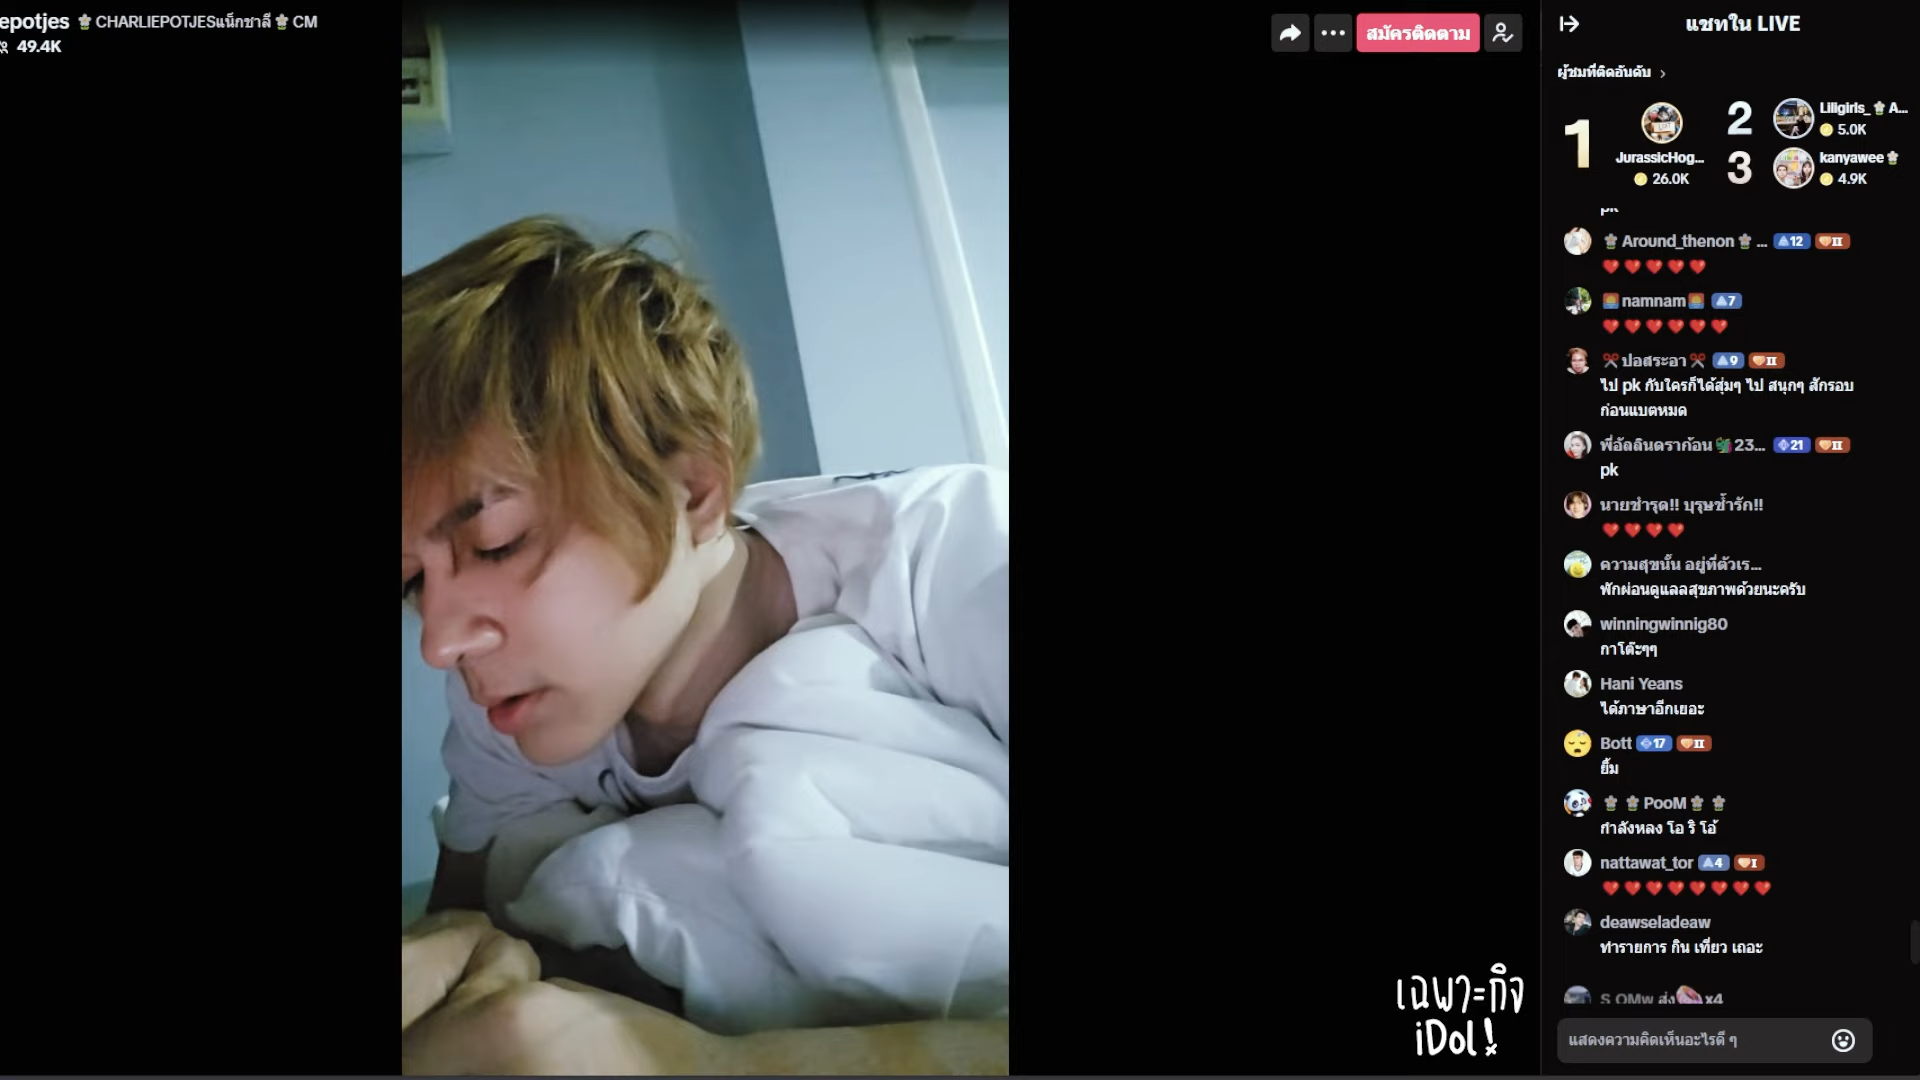 epotjes CHARLIEPOTJESแน็กชาลีCM
49.4K
สมัครติดตาม
แชทใน LIVE
ผู้ชมที่ติดอันดับ
1
JurassicHog...
26.0K
2
Liligirls_ A...
5.0K
3
kanyawee
4.9K
pk
Around_thenon ... 12 II
namnam 7
ปอสระอา 9 II
ไป pk กับใครก็ได้สุ่มๆ ไป สนุกๆ สักรอบ
ก่อนแบตหมด
พี่อัลลินดราก้อน 23... 21 II
pk
นายชำรุด!! บุรุษช้ำรัก!!
ความสุขนั้น อยู่ที่ตัวเร...
พักผ่อนดูแลลสุขภาพด้วยนะครับ
winningwinnig80
กาโต๊ะๆๆ
Hani Yeans
ได้ภาษาอีกเยอะ
Bott 17 II
ยิ้ม
PooM
กำลังหลง โอ ริ โอ้
nattawat_tor 4 I
deawseladeaw
ทำรายการ กิน เที่ยว เถอะ
S OMw ส่ง x4
แสดงความคิดเห็นอะไรดี ๆ
เฉพาะกิจ
iDol!